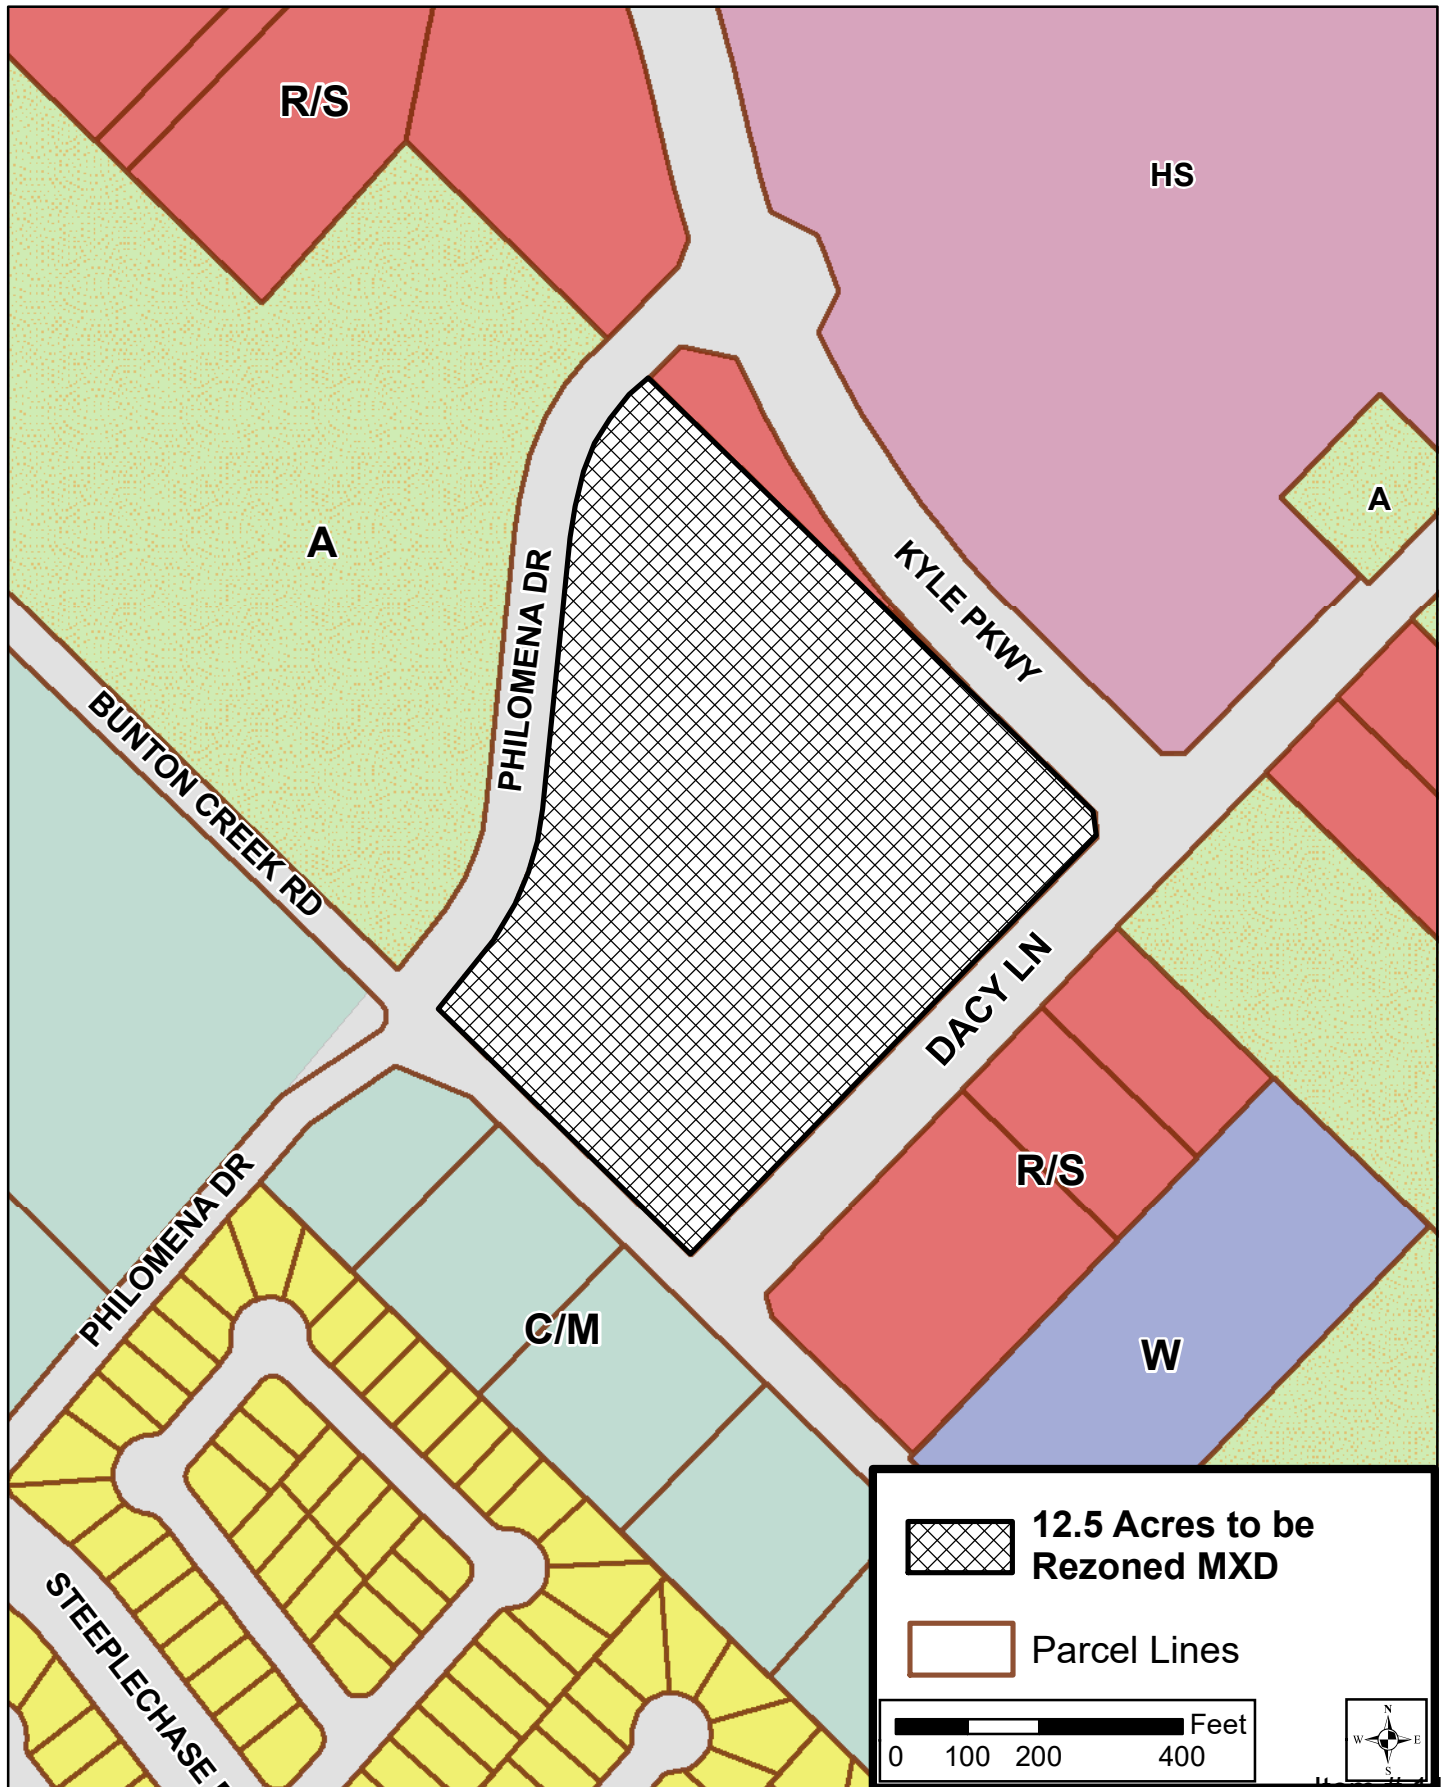 R/S
HS
A
A
KYLE PKWY
PHILOMENA DR
BUNTON CREEK RD
DACY LN
R/S
PHILOMENA DR
C/M
W
STEEPLECHASE
12.5 Acres to be
Rezoned MXD
Parcel Lines
Feet
0 100 200 400
N
W E
S